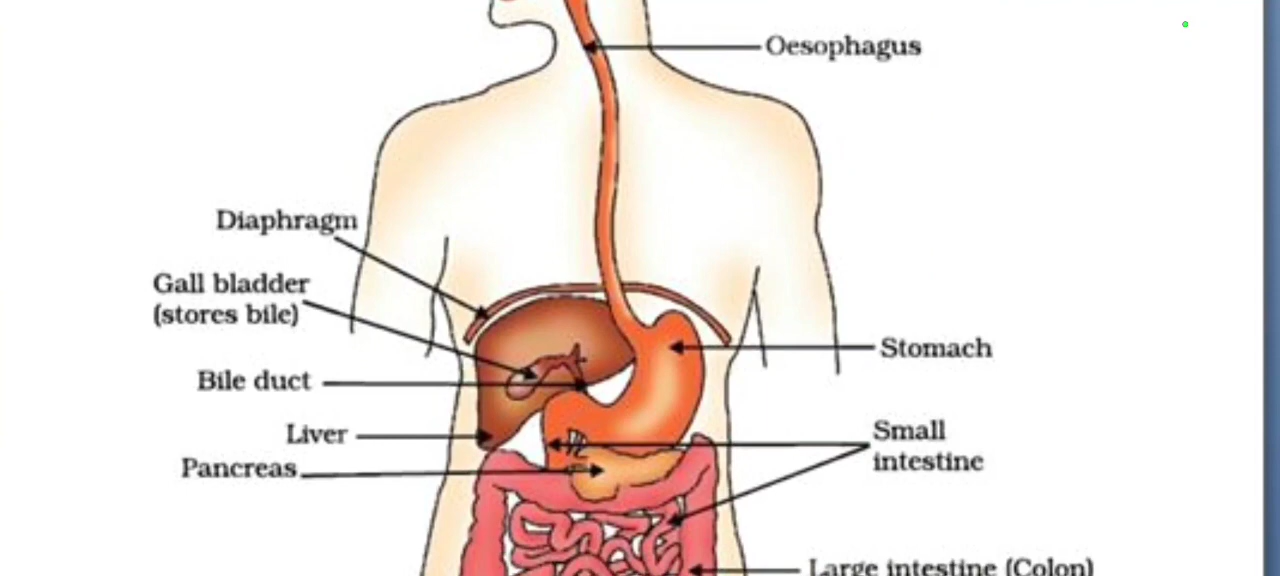 Oesophagus
Diaphragm
Gall bladder
(stores bile)
Bile duct
Stomach
Liver
Small
intestine
Pancreas
Large intestine (Colon)